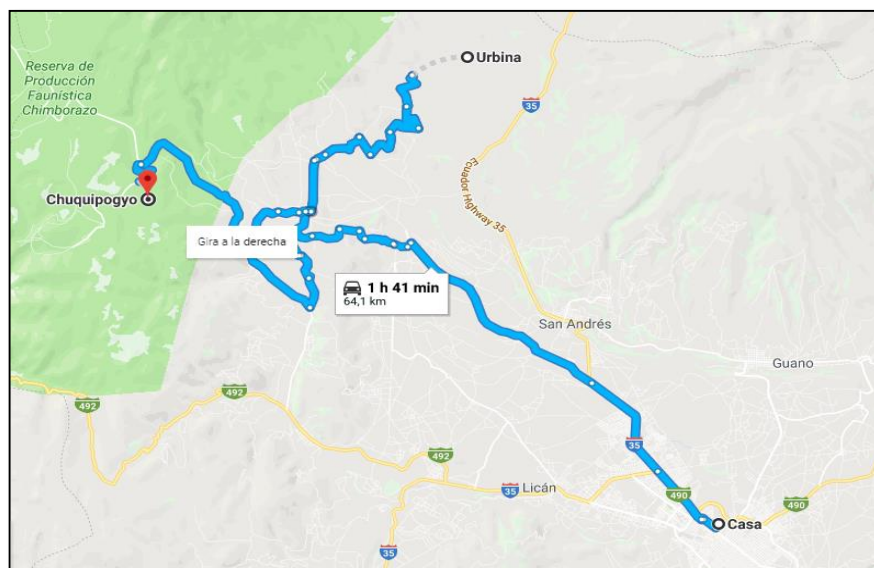 Reserva de
Producción
Faunística
Chimborazo
Urbina
35
Ecuador Highway 35
Chuquipogyo
Gira a la derecha
1 h 41 min
64,1 km
San Andrés
Guano
492
492
492
35
Licán
35
490
490
Casa
35